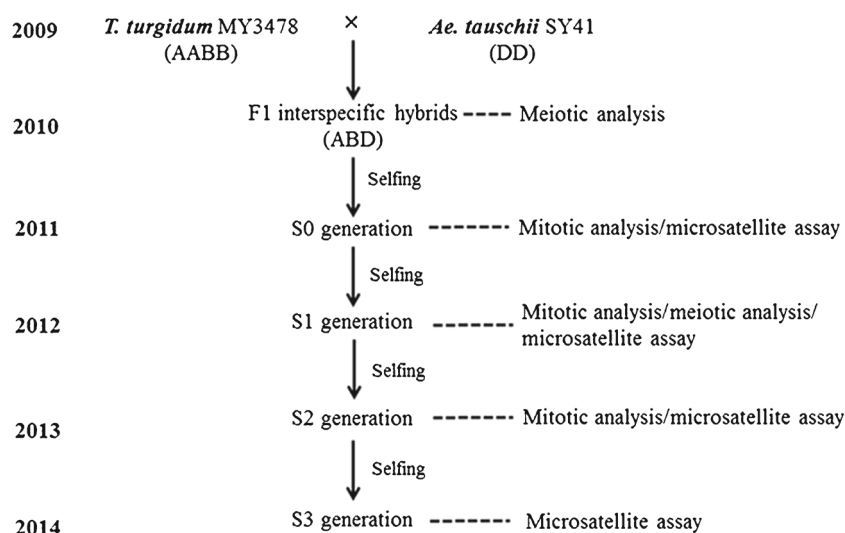 2009 T. turgidum MY3478 × Ae. tauschii SY41
(AABB) (DD)
2010 F1 interspecific hybrids Meiotic analysis
(ABD)
Selfing
2011 S0 generation Mitotic analysis/microsatellite assay
Selfing
2012 S1 generation Mitotic analysis/meiotic analysis/
microsatellite assay
Selfing
2013 S2 generation Mitotic analysis/microsatellite assay
Selfing
2014 S3 generation Microsatellite assay